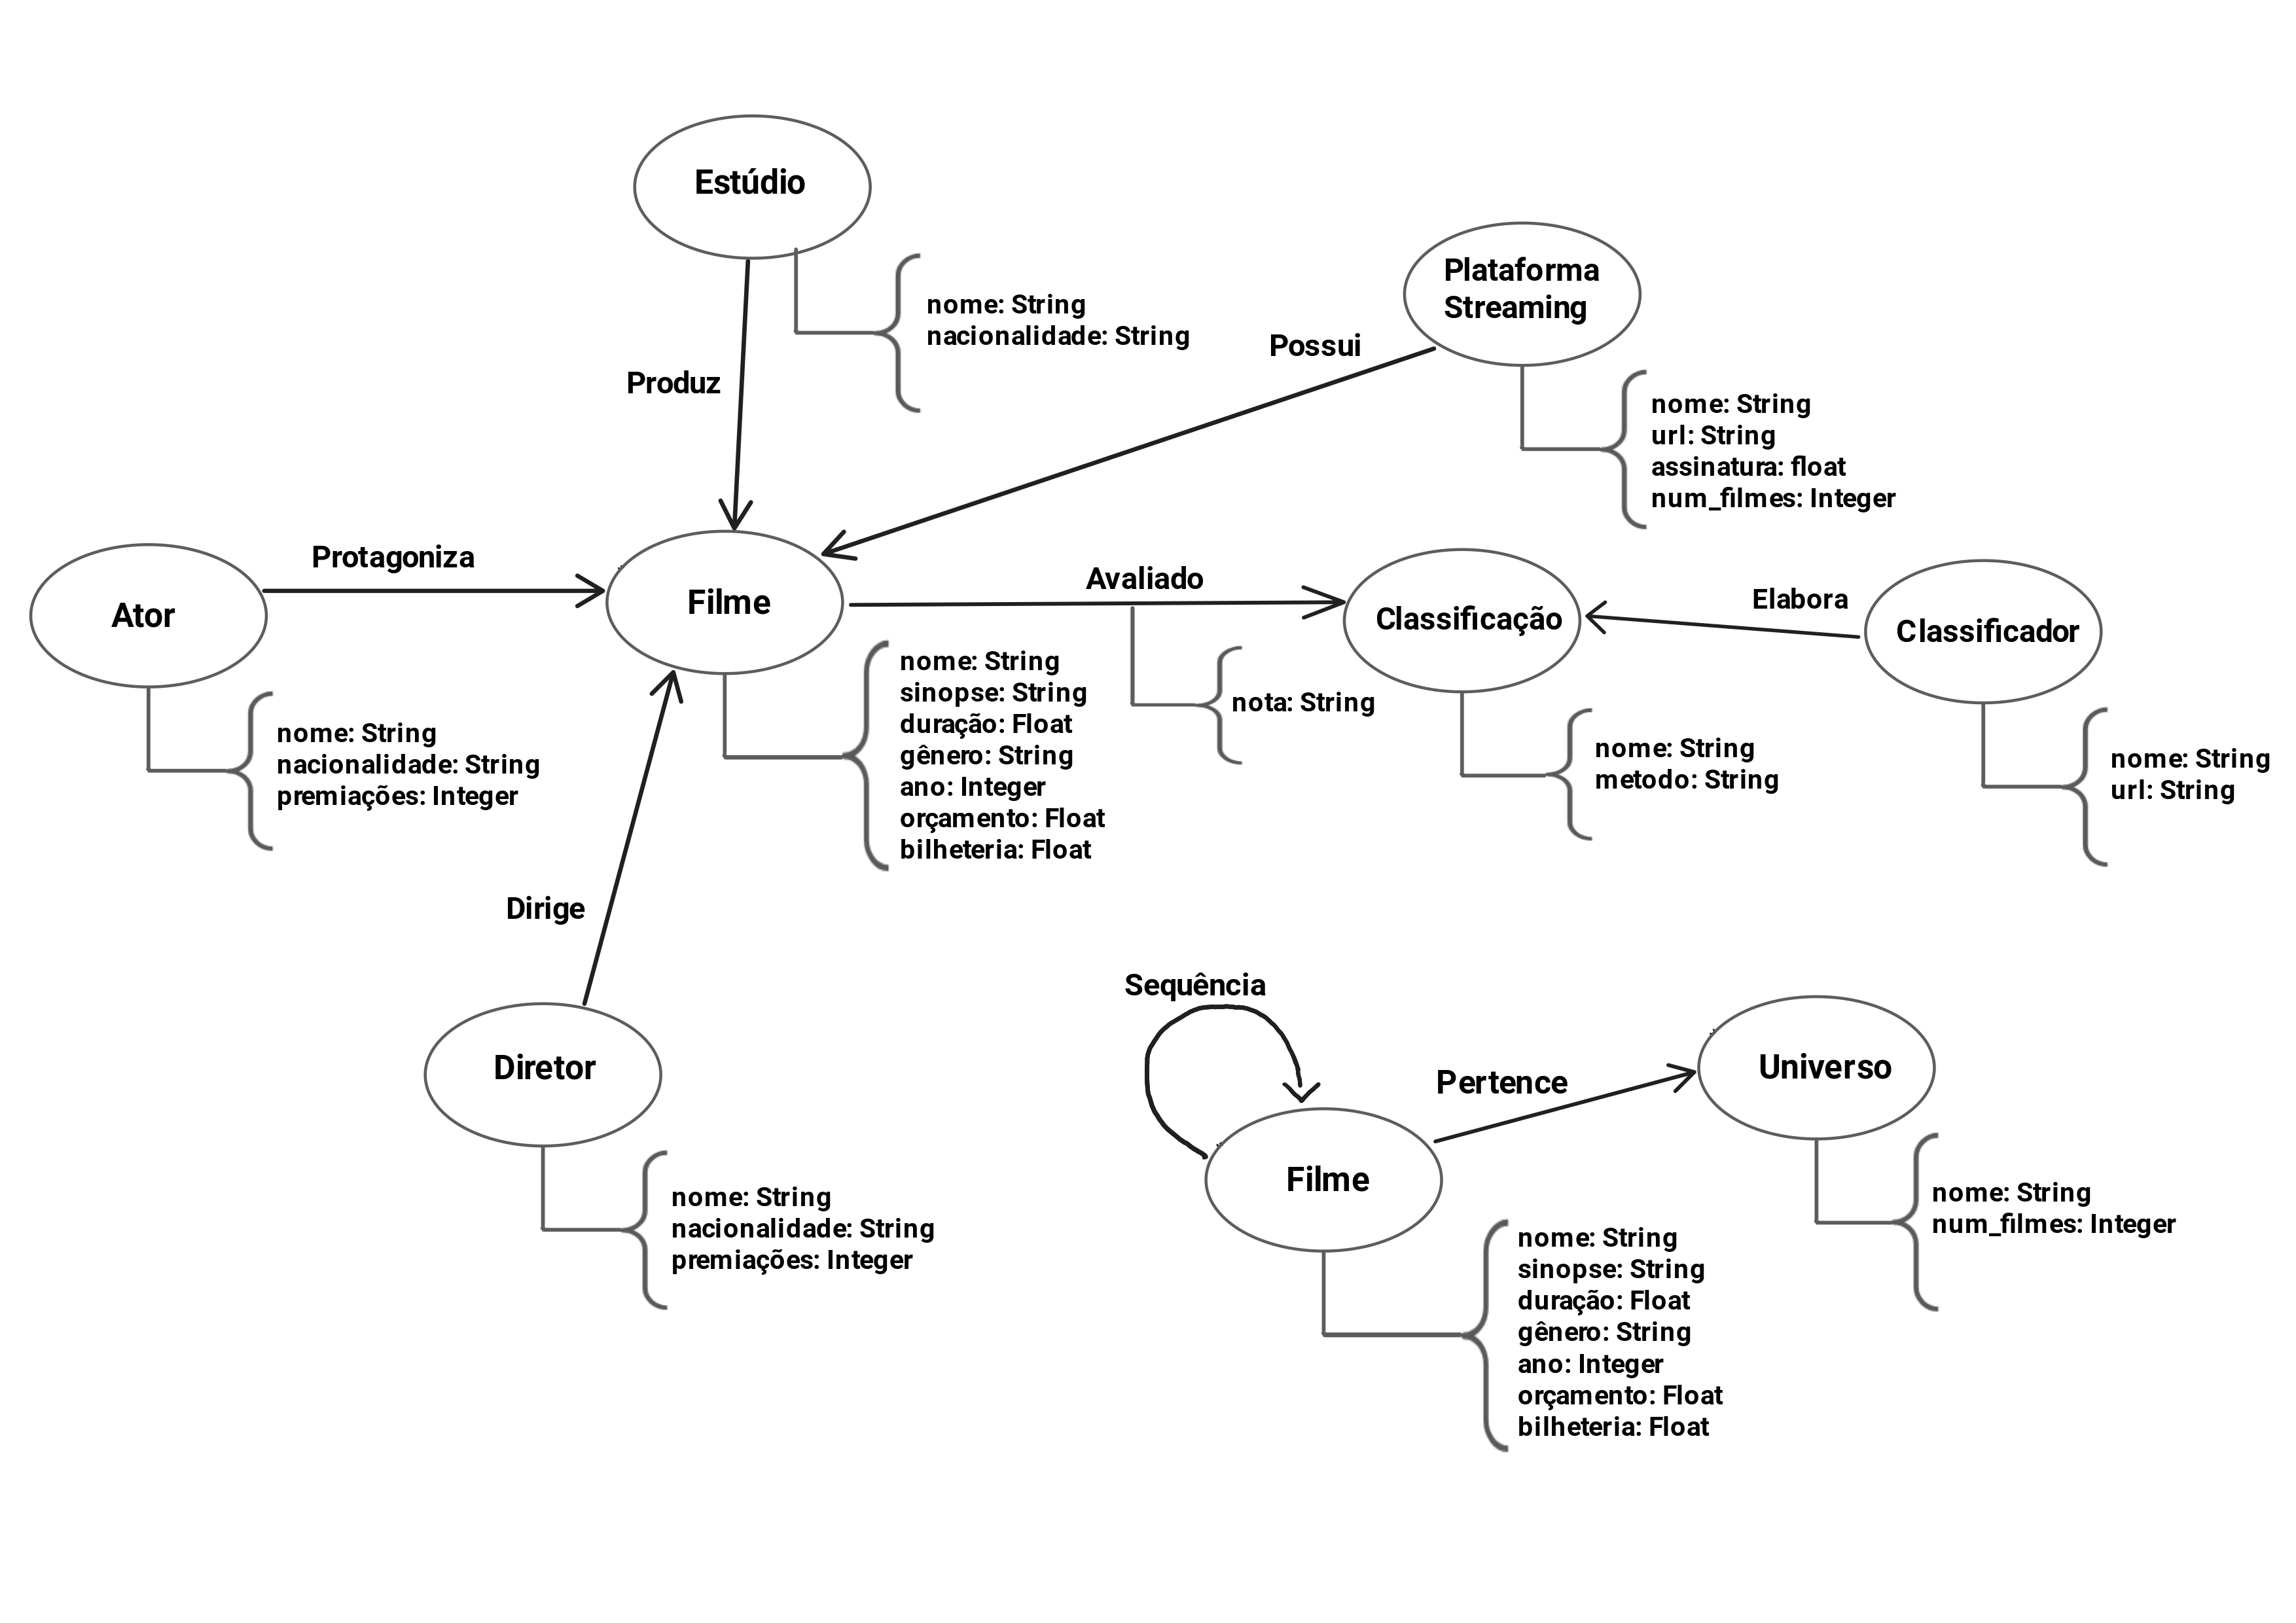 Estúdio
nome: String
nacionalidade: String
Produz
Plataforma
Streaming
Possui
nome: String
url: String
assinatura: float
num_filmes: Integer
Ator
Protagoniza
nome: String
nacionalidade: String
premiações: Integer
Filme
nome: String
sinopse: String
duração: Float
gênero: String
ano: Integer
orçamento: Float
bilheteria: Float
Avaliado
nota: String
Classificação
nome: String
metodo: String
Elabora
Classificador
nome: String
url: String
Dirige
Diretor
nome: String
nacionalidade: String
premiações: Integer
Sequência
Filme
nome: String
sinopse: String
duração: Float
gênero: String
ano: Integer
orçamento: Float
bilheteria: Float
Pertence
Universo
nome: String
num_filmes: Integer